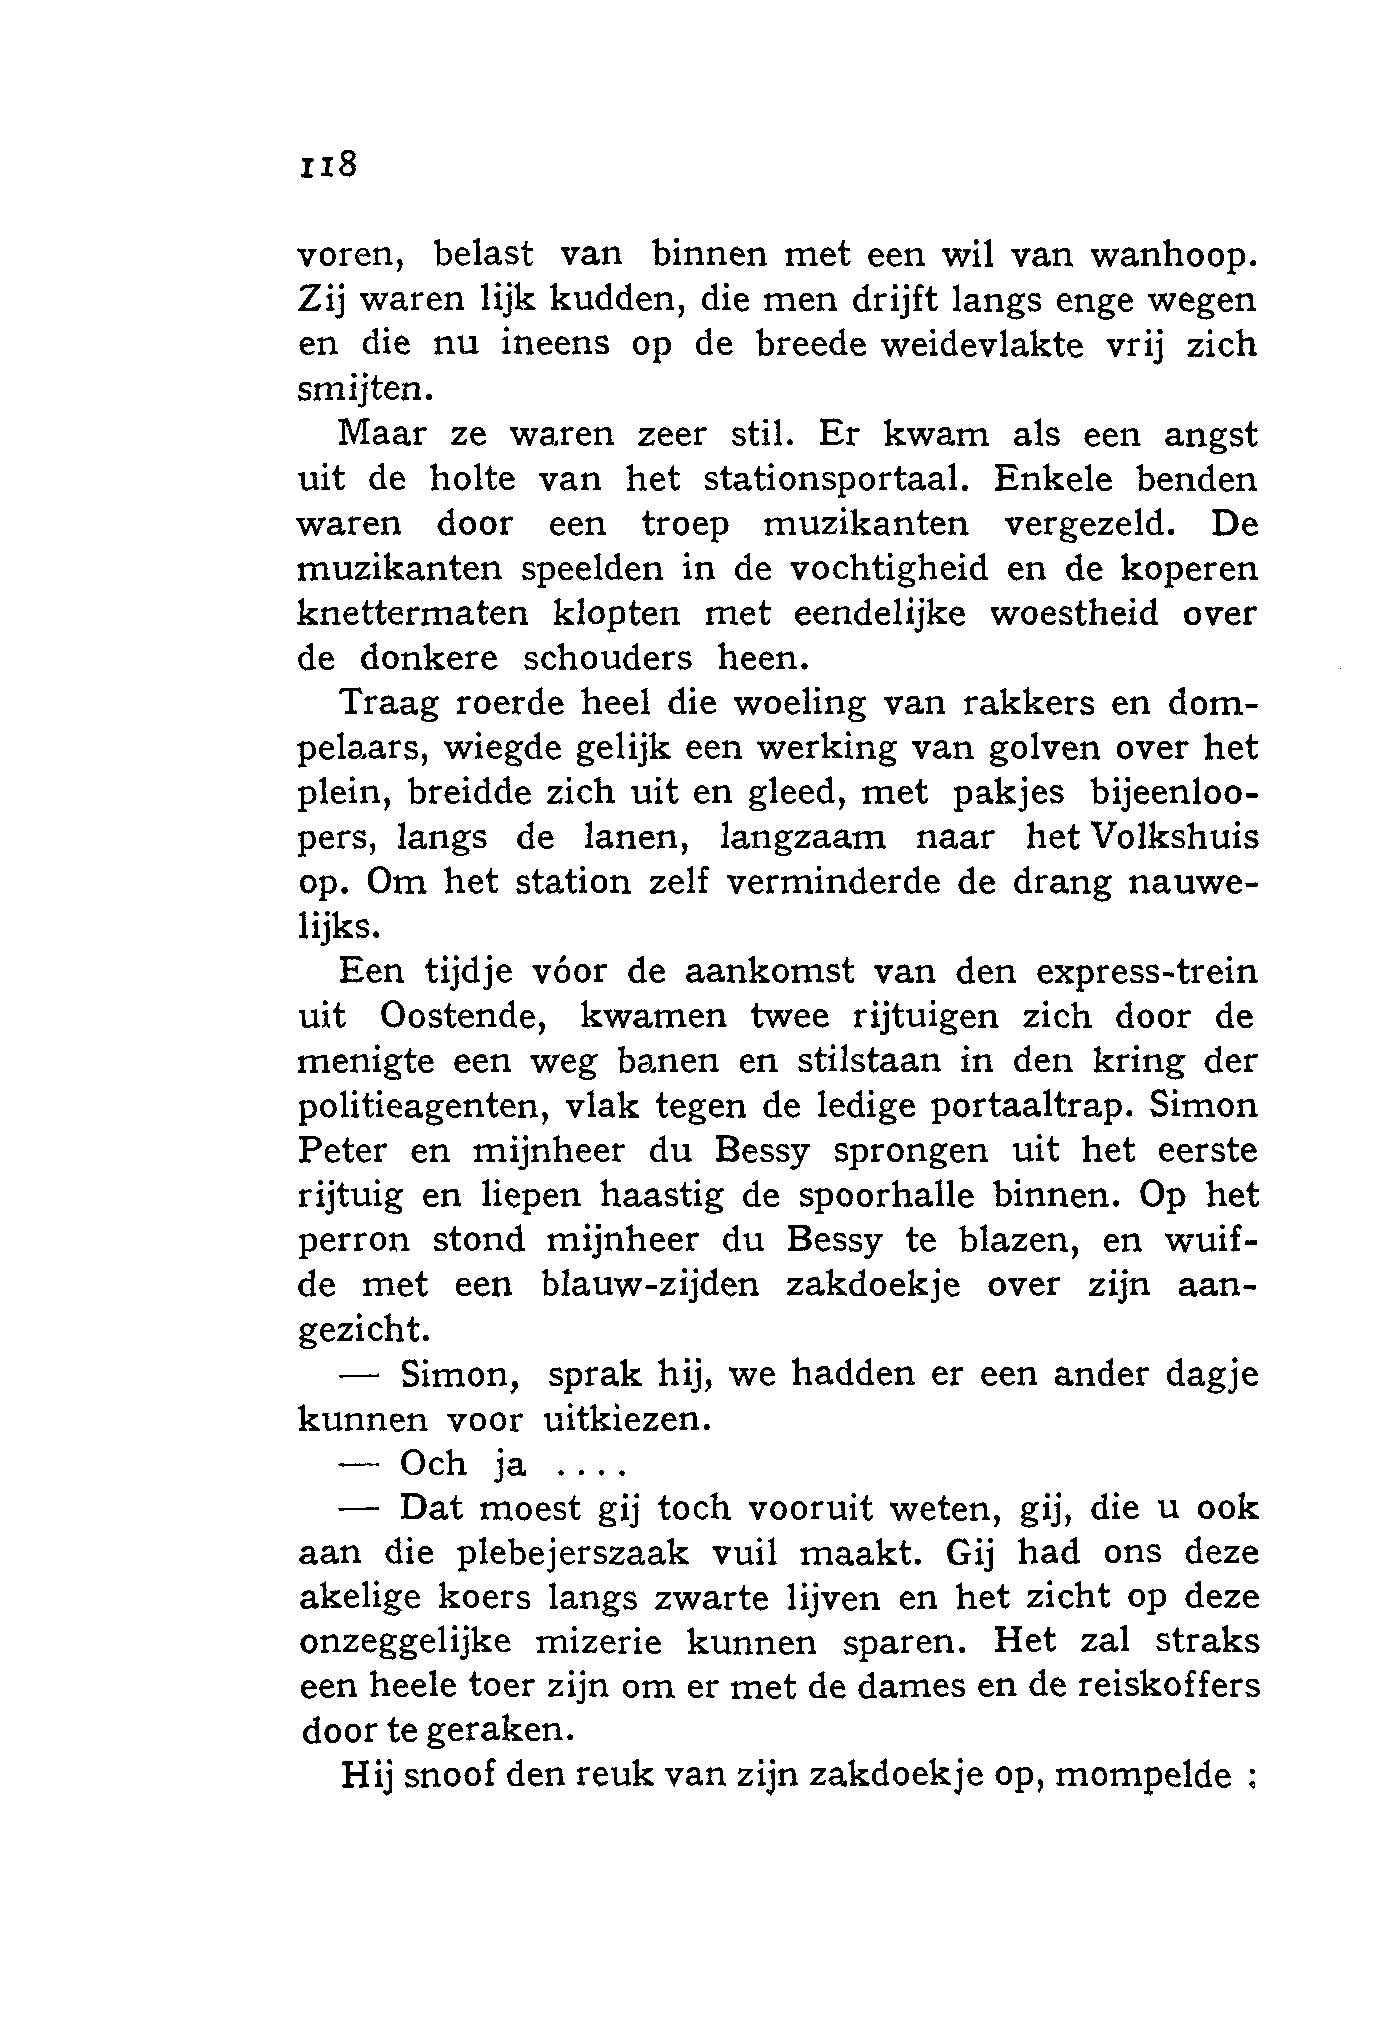 118
voren, belast van binnen met een wil van wanhoop.
Zij waren lijk kudden, die men drijft langs enge wegen
en die nu ineens op de breede weidevlakte vrij zich
smijten.
Maar ze waren zeer stil. Er kwam als een angst
uit de holte van het stationsportaal. Enkele benden
waren door een troep muzikanten vergezeld. De
muzikanten speelden in de vochtigheid en de koperen
knettermaten klopten met eendelijke woestheid over
de donkere schouders heen.
Traag roerde heel die woeling van rakkers en dom-
pelaars, wiegde gelijk een werking van golven over het
plein, breidde zich uit en gleed, met pakjes bijeenloo-
pers, langs de lanen, langzaam naar het Volkshuis
op. Om het station zelf verminderde de drang nauwe-
lijks.
Een tijdje vóor de aankomst van den express-trein
uit Oostende, kwamen twee rijtuigen zich door de
menigte een weg banen en stilstaan in den kring der
politieagenten, vlak tegen de ledige portaaltrap. Simon
Peter en mijnheer du Bessy sprongen uit het eerste
rijtuig en liepen haastig de spoorhalle binnen. Op het
perron stond mijnheer du Bessy te blazen, en wuif-
de met een blauw-zijden zakdoekje over zijn aan-
gezicht.
— Simon, sprak hij, we hadden er een ander dagje
kunnen voor uitkiezen.
— Och ja ....
— Dat moest gij toch vooruit weten, gij, die u ook
aan die plebejerszaak vuil maakt. Gij had ons deze
akelige koers langs zwarte lijven en het zicht op deze
onzeggelijke mizerie kunnen sparen. Het zal straks
een heele toer zijn om er met de dames en de reiskoffers
door te geraken.
Hij snoof den reuk van zijn zakdoekje op, mompelde :